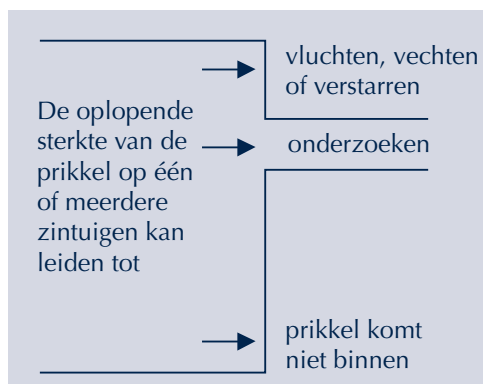 vluchten, vechten
of verstarren
De oplopende
sterkte van de
prikkel op één
of meerdere
zintuigen kan
leiden tot
onderzoeken
prikkel komt
niet binnen